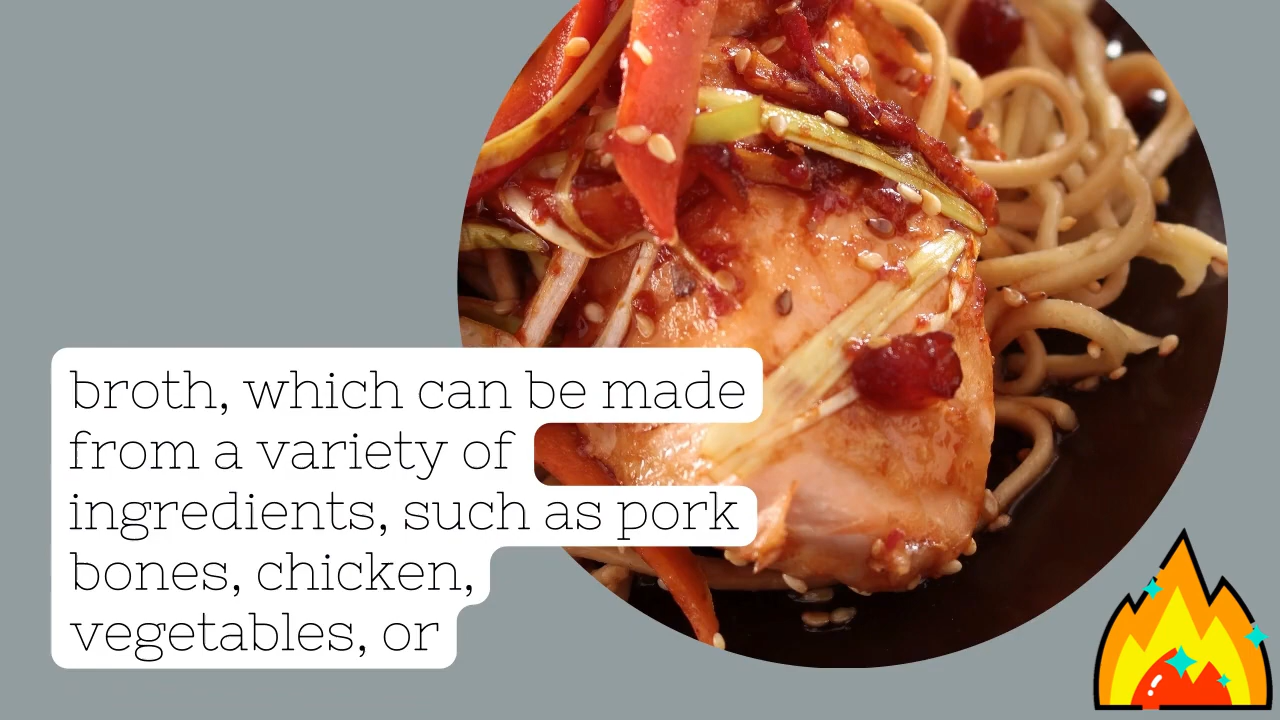 broth, which can be made
from a variety of
ingredients, such as pork
bones, chicken,
vegetables, or